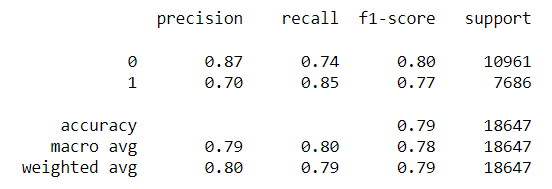 precision recall f1-score support
0 0.87 0.74 0.80 10961
1 0.70 0.85 0.77 7686
accuracy 0.79 18647
macro avg 0.79 0.80 0.78 18647
weighted avg 0.80 0.79 0.79 18647